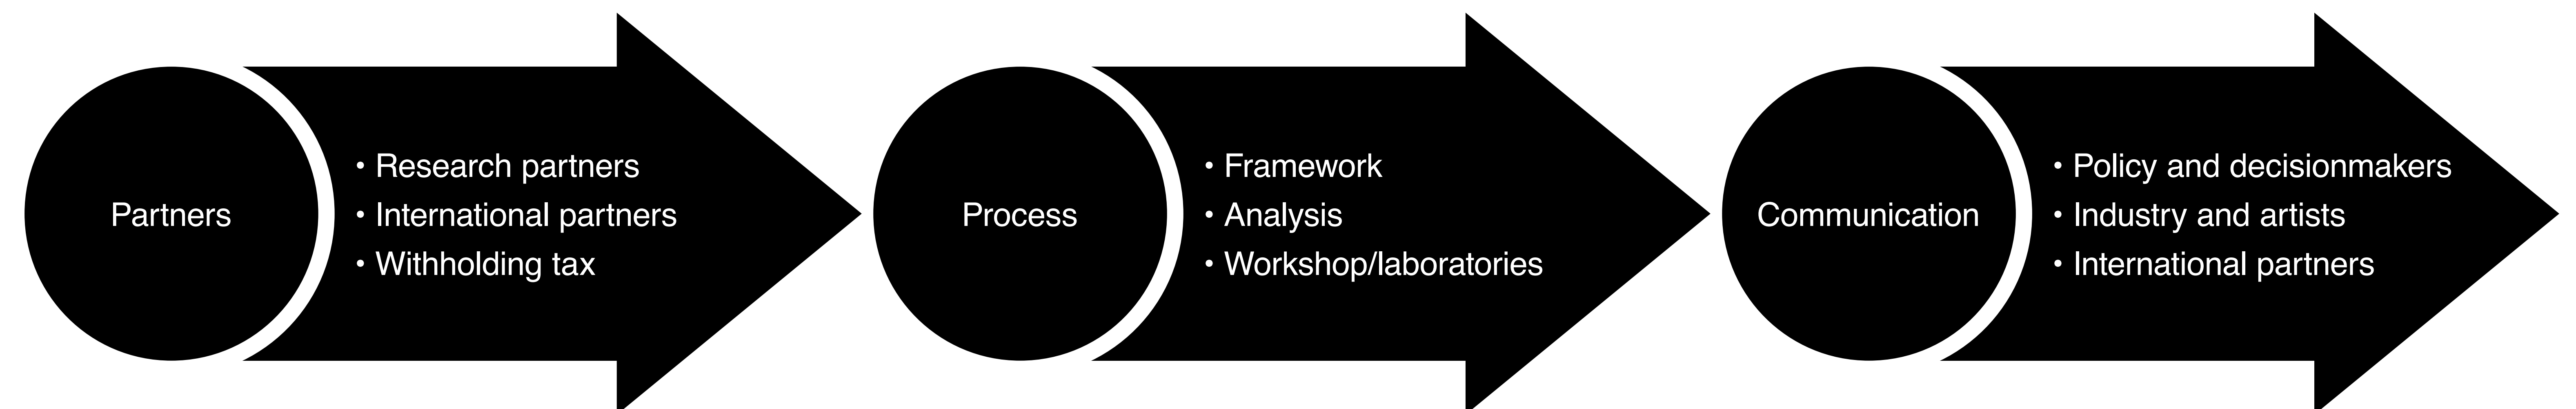 Partners
• Research partners
• International partners
• Withholding tax
Process
• Framework
• Analysis
• Workshop/laboratories
Communication
• Policy and decisionmakers
• Industry and artists
• International partners